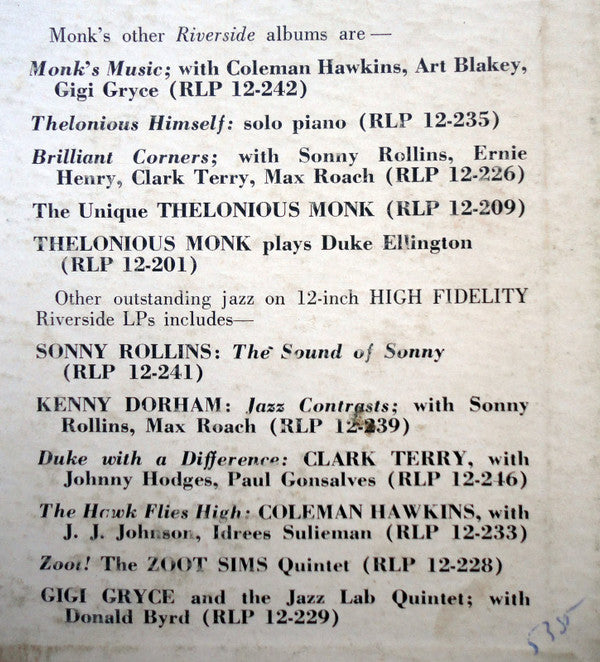 Monk's other Riverside albums are—
Monk's Music; with Coleman Hawkins, Art Blakey,
Gigi Gryce (RLP 12-242)
Thelonious Himself: solo piano (RLP 12-235)
Brilliant Corners; with Sonny Rollins, Ernie
Henry, Clark Terry, Max Roach (RLP 12-226)
The Unique THELONIOUS MONK (RLP 12-209)
THELONIOUS MONK plays Duke Ellington
(RLP 12-201)
Other outstanding jazz on 12-inch HIGH FIDELITY
Riverside LPs includes—
SONNY ROLLINS: The Sound of Sonny
(RLP 12-241)
KENNY DORHAM: Jazz Contrasts; with Sonny
Rollins, Max Roach (RLP 12-239)
Duke with a Difference: CLARK TERRY, with
Johnny Hodges, Paul Gonsalves (RLP 12-246)
The Hawk Flies High: COLEMAN HAWKINS, with
J. J. Johnson, Idrees Sulieman (RLP 12-233)
Zoot! The ZOOT SIMS Quintet (RLP 12-228)
GIGI GRYCE and the Jazz Lab Quintet; with
Donald Byrd (RLP 12-229)